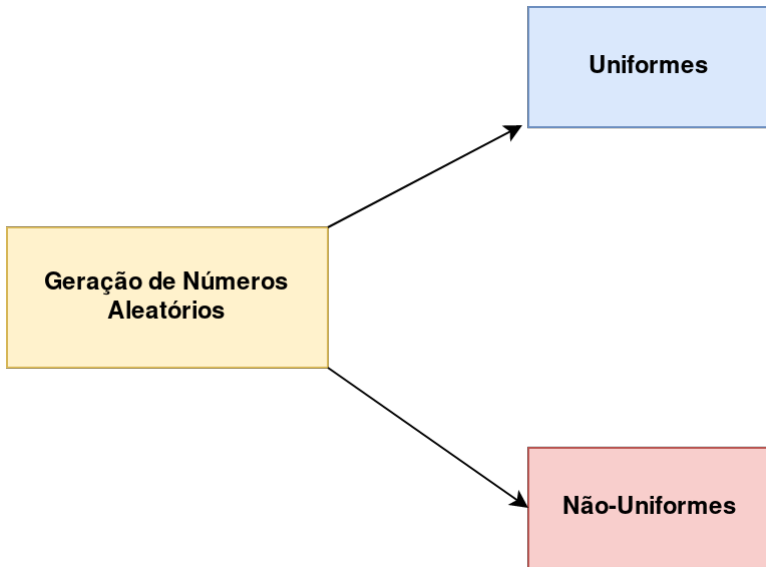 Uniformes
Geração de Números
Aleatórios
Não-Uniformes